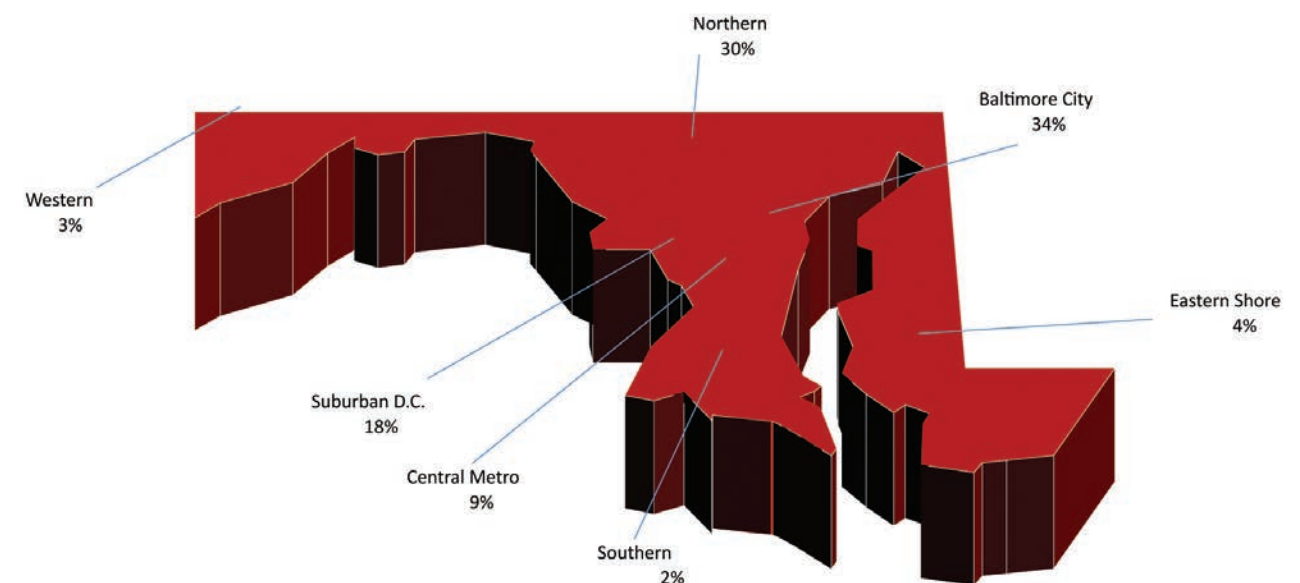 Northern
30%
Baltimore City
34%
Western
3%
Eastern Shore
4%
Suburban D.C.
18%
Central Metro
9%
Southern
2%